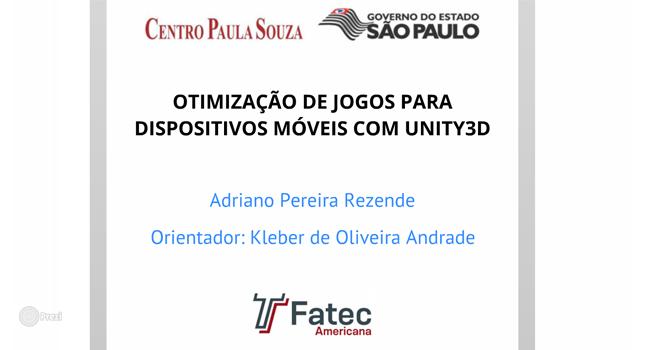 CENTRO PAULA SOUZA
GOVERNO DO ESTADO
SÃO PAULO
OTIMIZAÇÃO DE JOGOS PARA
DISPOSITIVOS MÓVEIS COM UNITY3D
Adriano Pereira Rezende
Orientador: Kleber de Oliveira Andrade
Prezi
Fatec
Americana